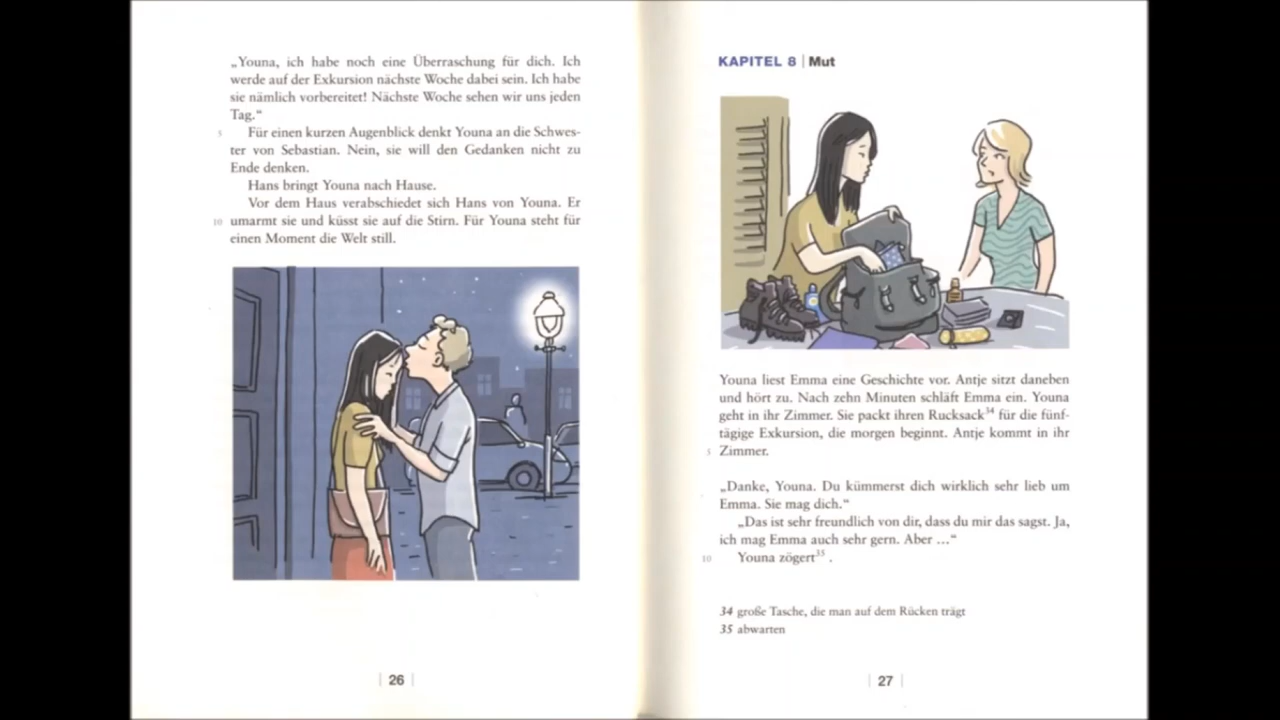 „Youna, ich habe noch eine Überraschung für dich. Ich
werde auf der Exkursion nächste Woche dabei sein. Ich habe
sie nämlich vorbereitet! Nächste Woche sehen wir uns jeden
Tag.“
5 Für einen kurzen Augenblick denkt Youna an die Schwes-
ter von Sebastian. Nein, sie will den Gedanken nicht zu
Ende denken.
Hans bringt Youna nach Hause.
Vor dem Haus verabschiedet sich Hans von Youna. Er
10 umarmt sie und küsst sie auf die Stirn. Für Youna steht für
einen Moment die Welt still.
| 26 |
KAPITEL 8 | Mut
Youna liest Emma eine Geschichte vor. Antje sitzt daneben
und hört zu. Nach zehn Minuten schläft Emma ein. Youna
geht in ihr Zimmer. Sie packt ihren Rucksack³⁴ für die fünf-
tägige Exkursion, die morgen beginnt. Antje kommt in ihr
5 Zimmer.
„Danke, Youna. Du kümmerst dich wirklich sehr lieb um
Emma. Sie mag dich.“
„Das ist sehr freundlich von dir, dass du mir das sagst. Ja,
ich mag Emma auch sehr gern. Aber ...“
10 Youna zögert³⁵ .
34 große Tasche, die man auf dem Rücken trägt
35 abwarten
| 27 |